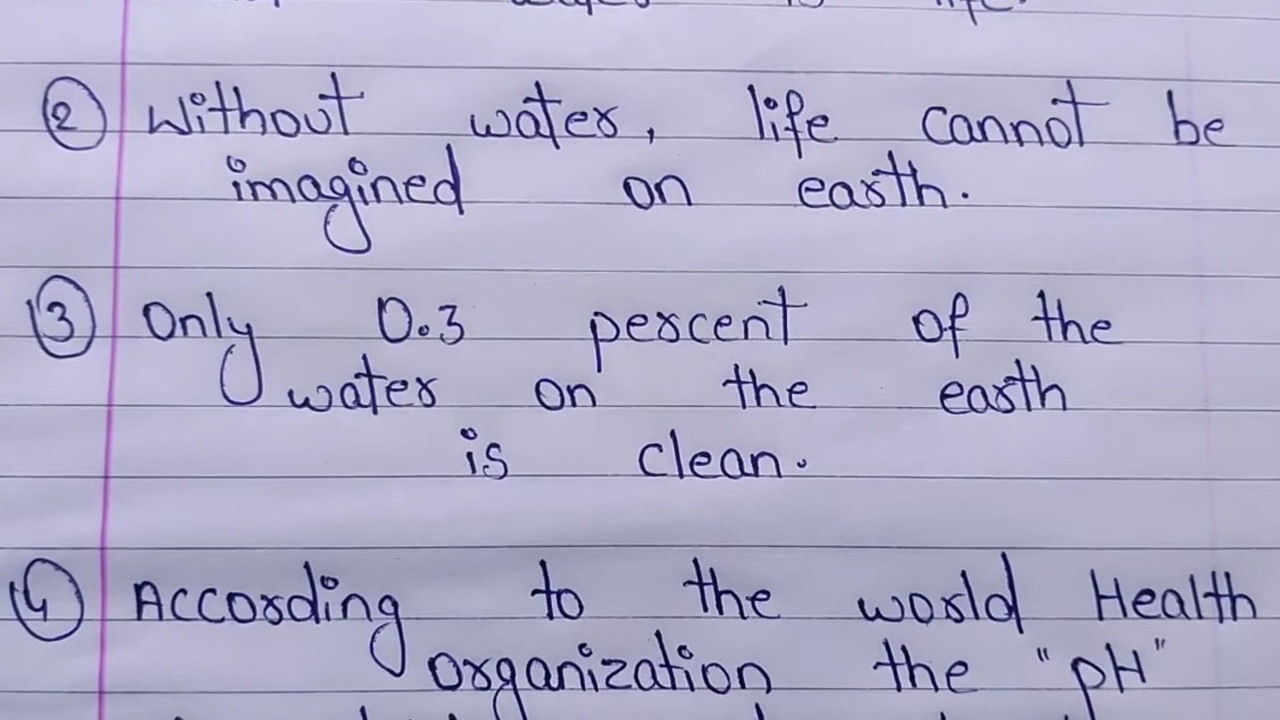 ② Without water, life cannot be
imagined on earth.
③ Only 0.3 percent of the
water on the earth
is clean.
④ According to the world Health
organization the "pH"